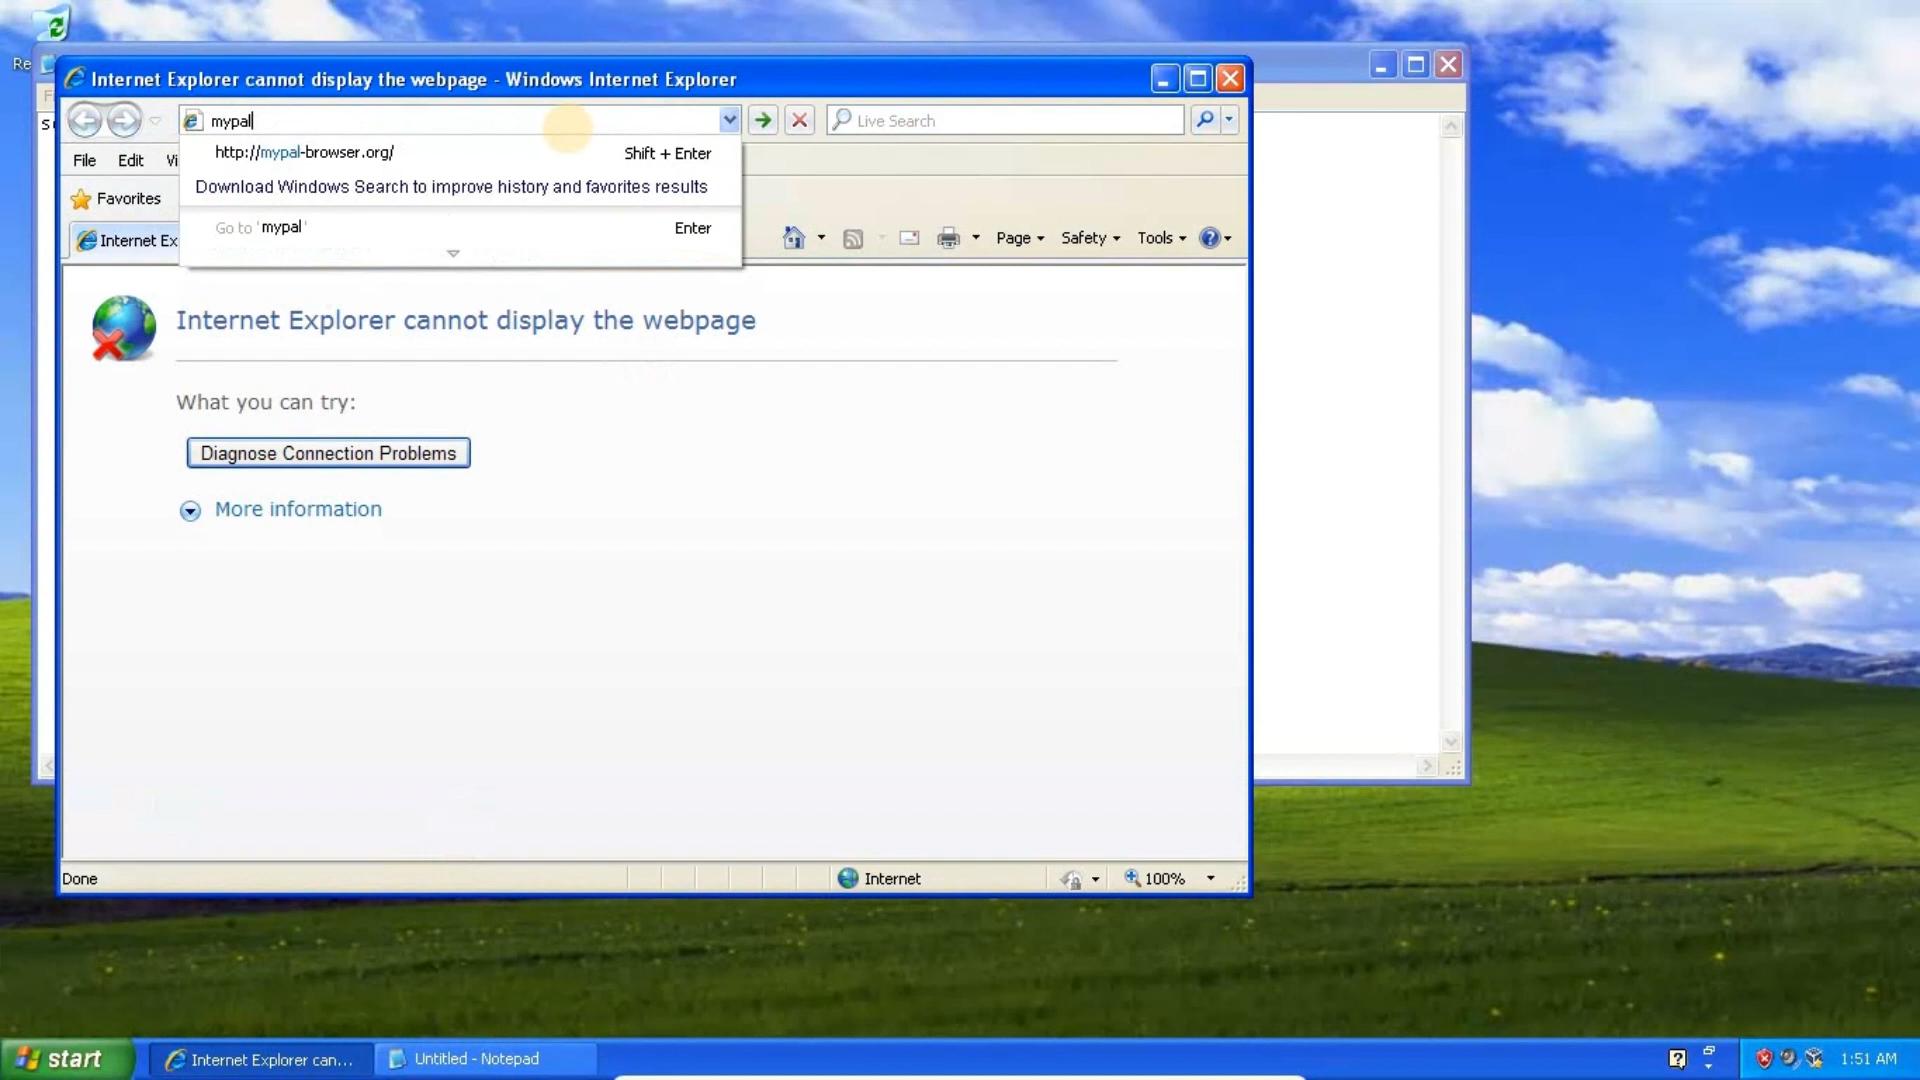 Re
Internet Explorer cannot display the webpage - Windows Internet Explorer
F
mypal
Live Search
S
File Edit Vi
http://mypal-browser.org/ Shift + Enter
Download Windows Search to improve history and favorites results
Favorites
Go to 'mypal' Enter
Internet Ex
Page Safety Tools
Internet Explorer cannot display the webpage
What you can try:
Diagnose Connection Problems
More information
Done Internet 100%
start Internet Explorer can... Untitled - Notepad 1:51 AM